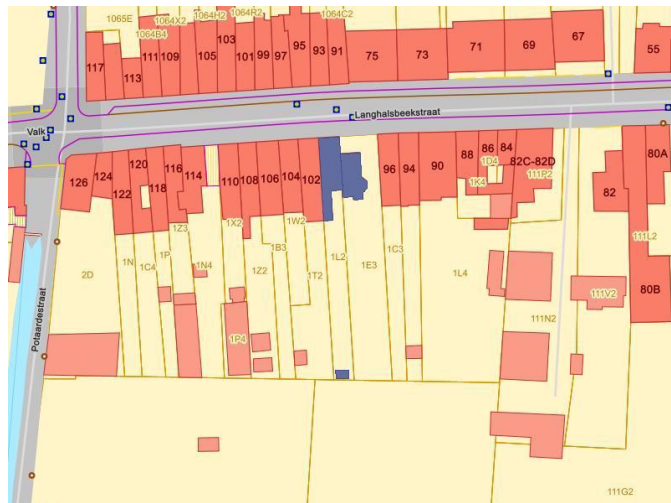 1065E
1064X2
1064H2
1064R2
1064C2
1064B4
117
113
111
109
105
103
101
99
97
95
93
91
75
73
71
69
67
55
Langhalsbeekstraat
Valk
126
124
122
120
118
116
114
110
108
106
104
102
96
94
90
88
86
84
82C-82D
82
80A
1D4
1K4
111P2
111L2
1X2
1W2
1Z3
1B3
1N
1C4
1P
1N4
1Z2
1T2
1L2
1E3
1C3
1L4
2D
80B
111V2
111N2
1P4
Potaardestraat
111G2